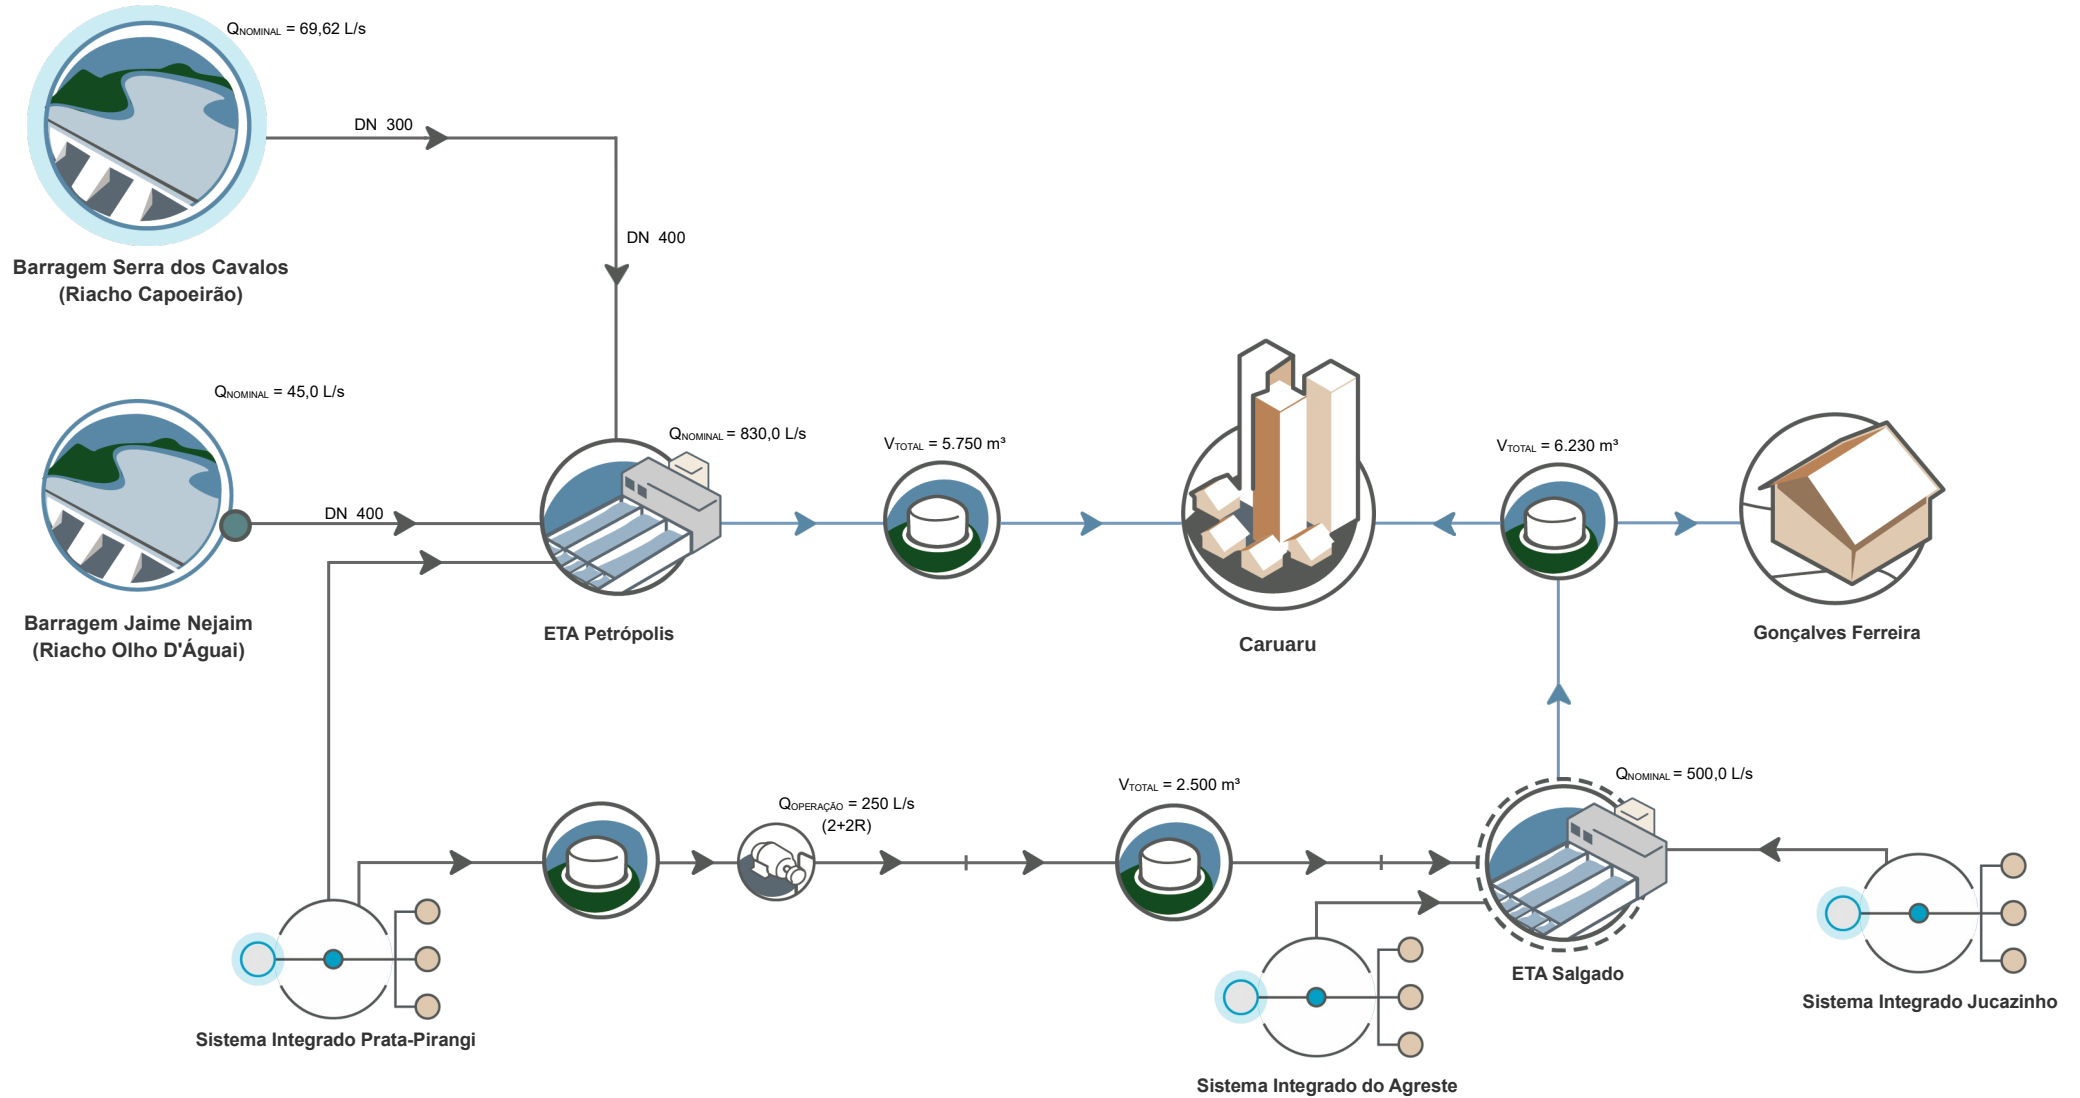 QNOMINAL = 69,62 L/s
DN 300
DN 400
Barragem Serra dos Cavalos
(Riacho Capoeirão)
QNOMINAL = 45,0 L/s
DN 400
Barragem Jaime Nejaim
(Riacho Olho D'Águai)
QNOMINAL = 830,0 L/s
ETA Petrópolis
VTOTAL = 5.750 m³
Caruaru
VTOTAL = 6.230 m³
Gonçalves Ferreira
QOPERAÇÃO = 250 L/s
(2+2R)
VTOTAL = 2.500 m³
QNOMINAL = 500,0 L/s
ETA Salgado
Sistema Integrado Jucazinho
Sistema Integrado Prata-Pirangi
Sistema Integrado do Agreste